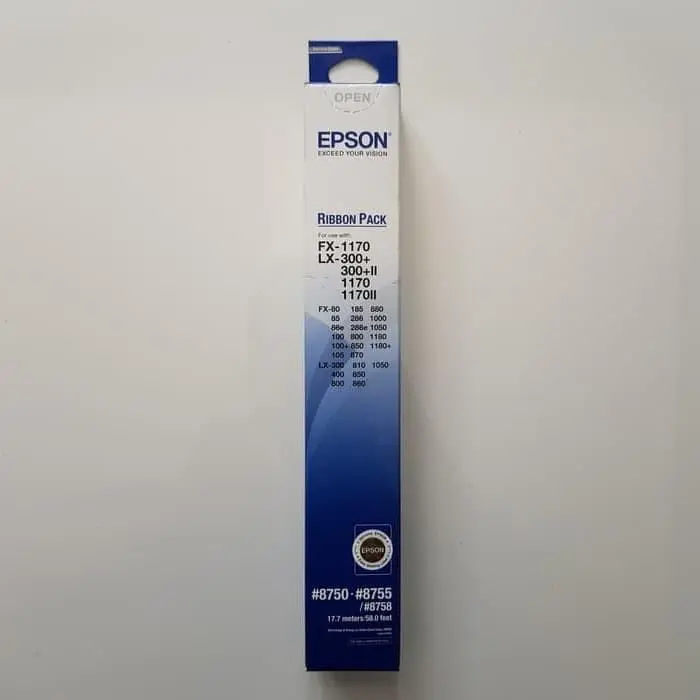 OPEN
EPSON
EXCEED YOUR VISION
RIBBON PACK
For use with:
FX-1170
LX-300+
300+II
1170
1170II
FX-80 185 880
85 286 1000
86e 286e 1050
100 800 1180
100+ 850 1180+
105 870
LX-300 810 1050
400 850
800 860
EPSON
#8750·#8755
/#8758
17.7 meters/58.0 feet